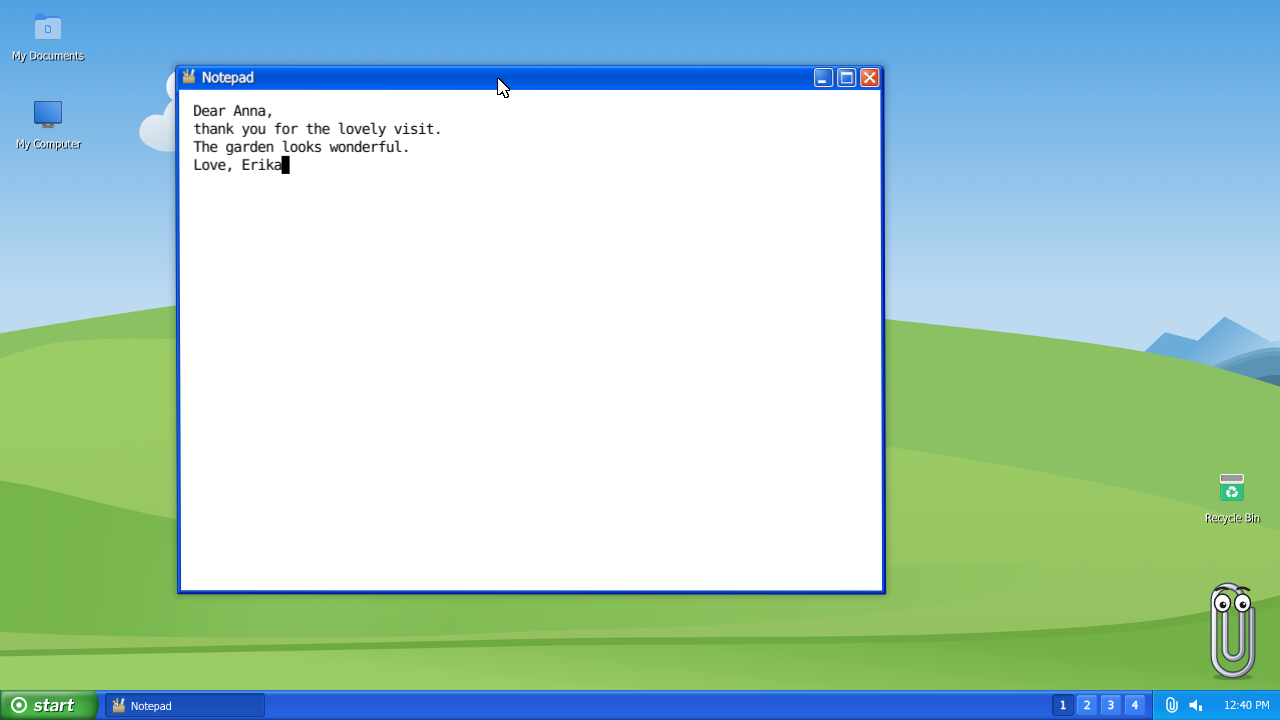 My Documents
My Computer
Notepad
Dear Anna,
thank you for the lovely visit.
The garden looks wonderful.
Love, Erika
Recycle Bin
start
Notepad
1 2 3 4
12:40 PM